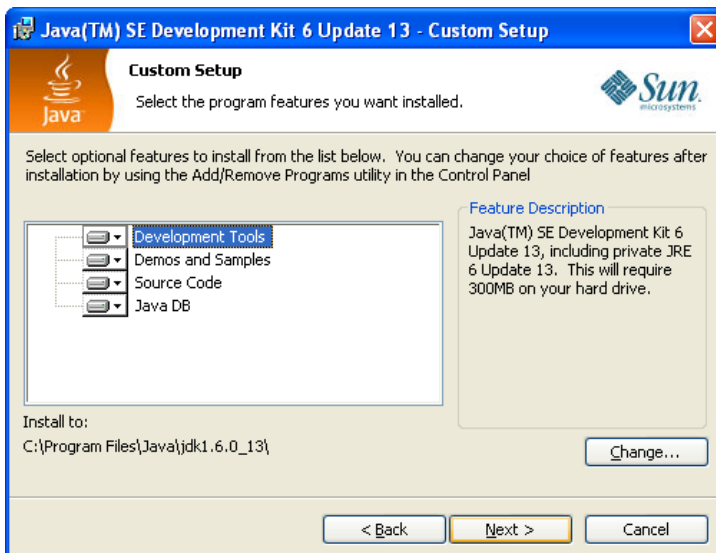 Java(TM) SE Development Kit 6 Update 13 - Custom Setup
Java
Custom Setup
Select the program features you want installed.
Sun
microsystems
Select optional features to install from the list below.  You can change your choice of features after
installation by using the Add/Remove Programs utility in the Control Panel
Development Tools
Demos and Samples
Source Code
Java DB
Feature Description
Java(TM) SE Development Kit 6
Update 13, including private JRE
6 Update 13.  This will require
300MB on your hard drive.
Install to:
C:\Program Files\Java\jdk1.6.0_13\
Change...
< Back
Next >
Cancel